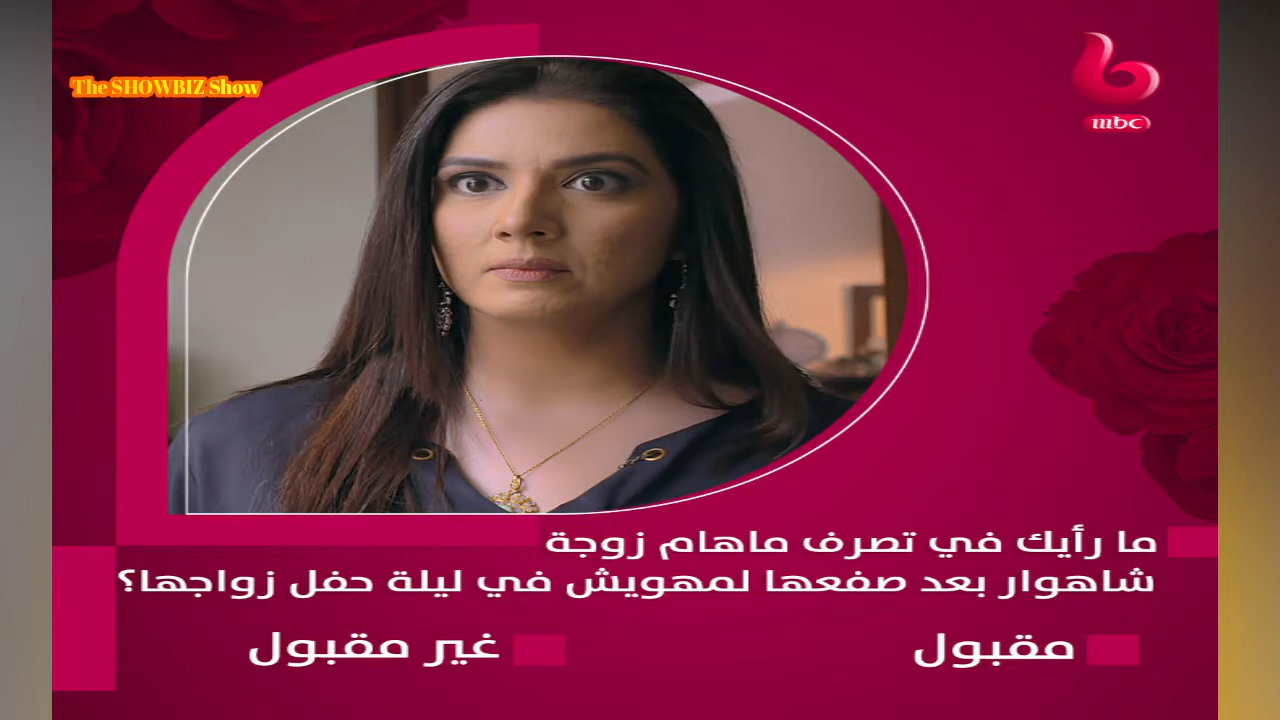 The SHOWBIZ Show
mbc
ما رأيك في تصرف ماهام زوجة
شاهوار بعد صفعها لمهويش في ليلة حفل زواجها؟
مقبول
غير مقبول